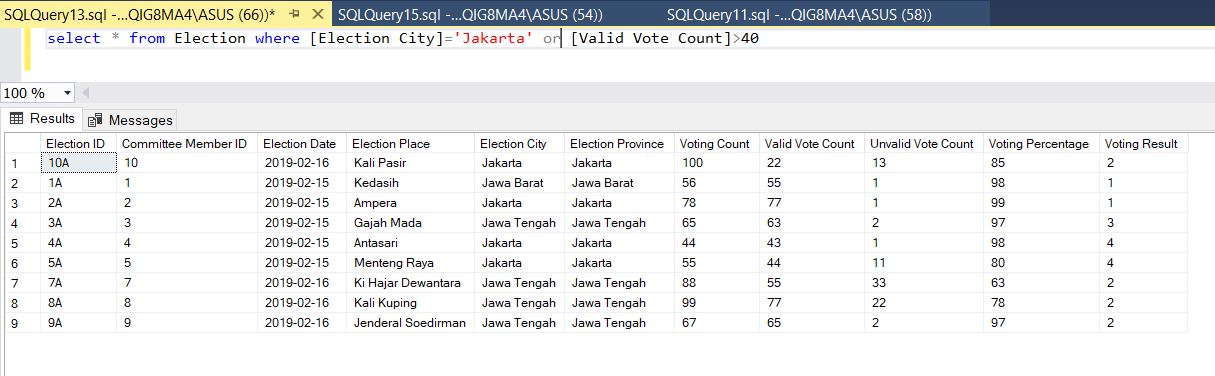 SQLQuery13.sql -...QIG8MA4\ASUS (66))* SQLQuery15.sql -...QIG8MA4\ASUS (54)) SQLQuery11.sql -...QIG8MA4\ASUS (58))
select * from Election where [Election City]='Jakarta' or [Valid Vote Count]>40
100 %
Results Messages
Election ID Committee Member ID Election Date Election Place Election City Election Province Voting Count Valid Vote Count Unvalid Vote Count Voting Percentage Voting Result
1 10A 10 2019-02-16 Kali Pasir Jakarta Jakarta 100 22 13 85 2
2 1A 1 2019-02-15 Kedasih Jawa Barat Jawa Barat 56 55 1 98 1
3 2A 2 2019-02-15 Ampera Jakarta Jakarta 78 77 1 99 1
4 3A 3 2019-02-15 Gajah Mada Jawa Tengah Jawa Tengah 65 63 2 97 3
5 4A 4 2019-02-15 Antasari Jakarta Jakarta 44 43 1 98 4
6 5A 5 2019-02-15 Menteng Raya Jakarta Jakarta 55 44 11 80 4
7 7A 7 2019-02-16 Ki Hajar Dewantara Jawa Tengah Jawa Tengah 88 55 33 63 2
8 8A 8 2019-02-16 Kali Kuping Jawa Tengah Jawa Tengah 99 77 22 78 2
9 9A 9 2019-02-16 Jenderal Soedirman Jawa Tengah Jawa Tengah 67 65 2 97 2